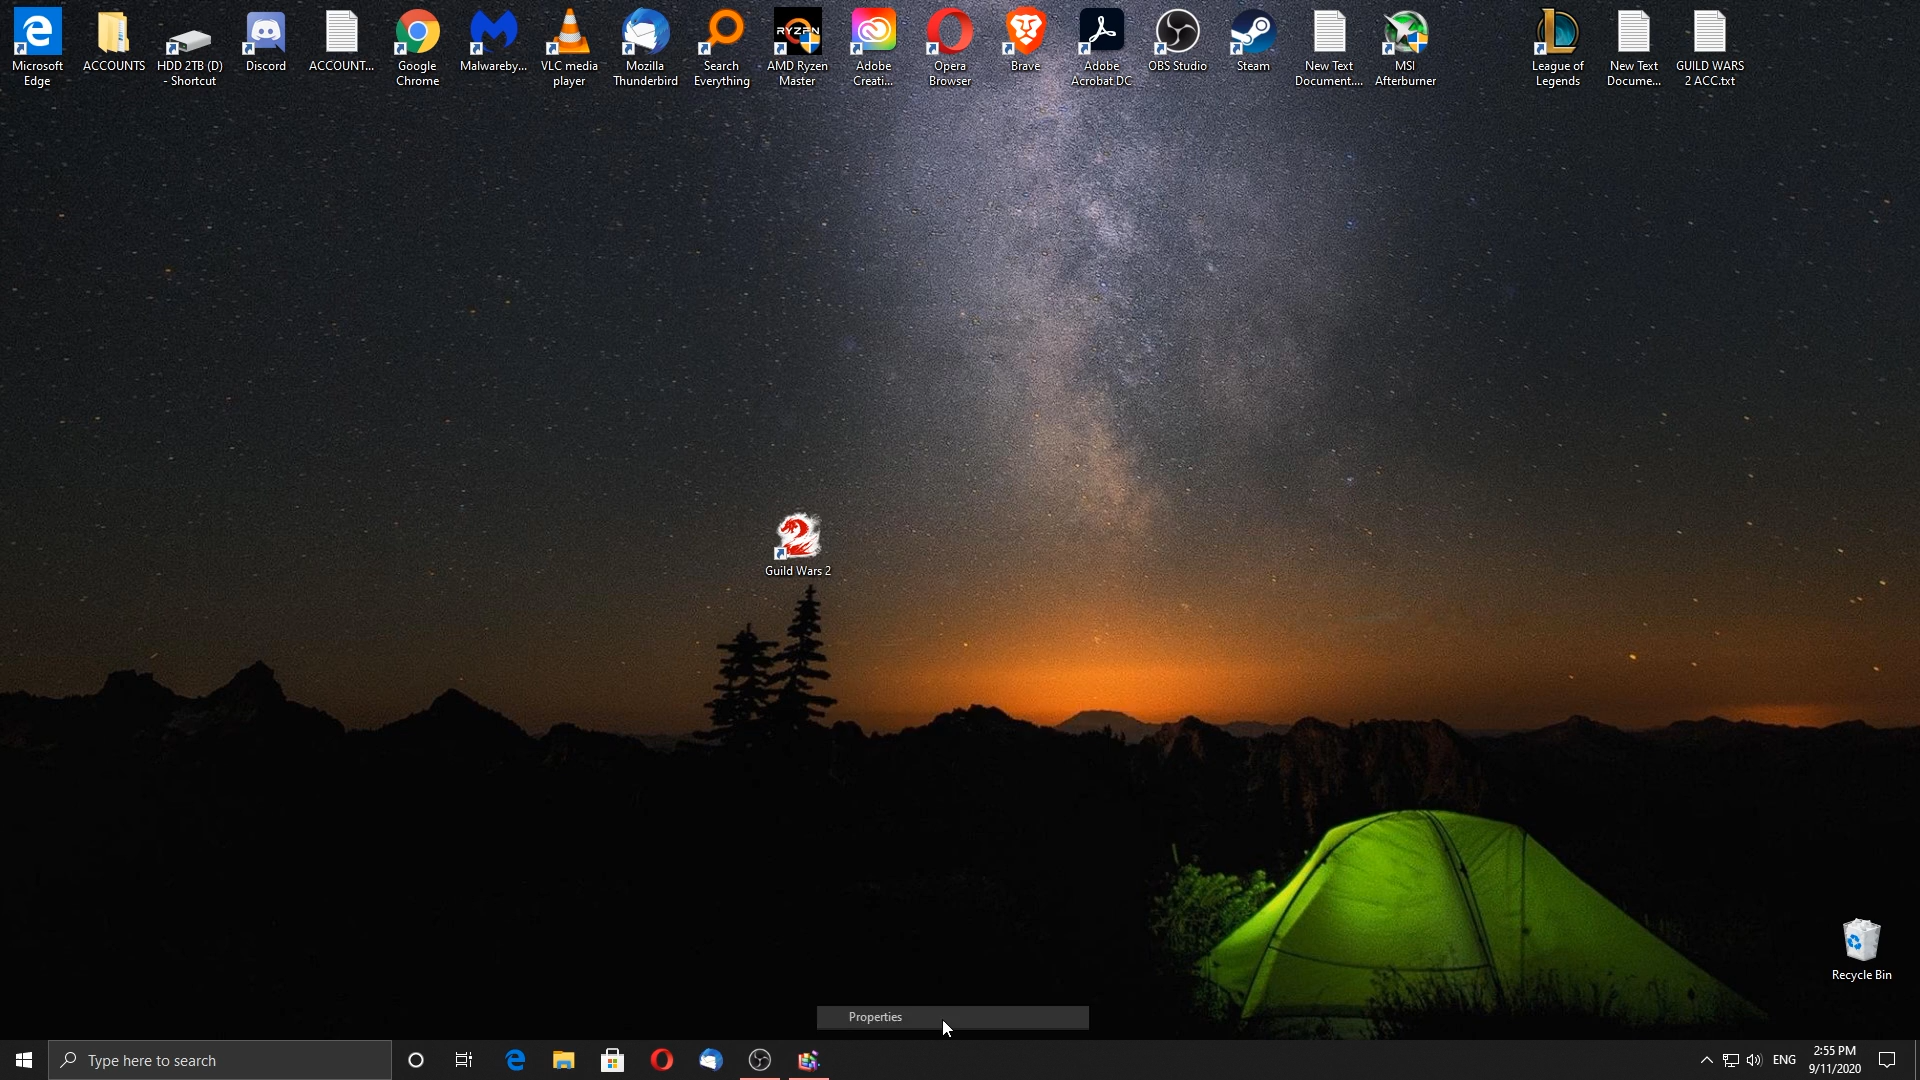 Microsoft
Edge
ACCOUNTS
HDD 2TB (D)
- Shortcut
Discord
ACCOUNT...
Google
Chrome
Malwareby...
VLC media
player
Mozilla
Thunderbird
Search
Everything
RYZEN
AMD Ryzen
Master
Adobe
Creati...
Opera
Browser
Brave
Adobe
Acrobat DC
OBS Studio
Steam
New Text
Document....
MSI
Afterburner
League of
Legends
New Text
Docume...
GUILD WARS
2 ACC.txt
Guild Wars 2
Recycle Bin
Properties
Type here to search
ENG
2:55 PM
9/11/2020